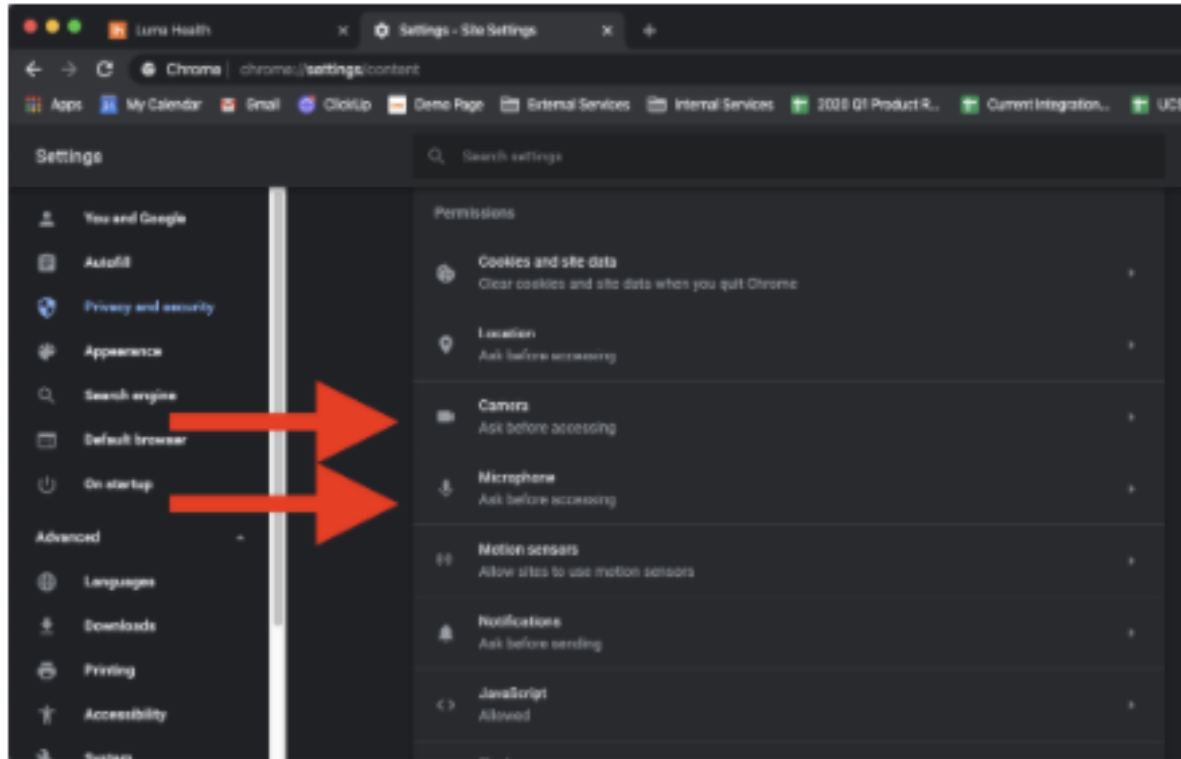 Luma Health
Settings - Site Settings
Chrome | chrome://settings/content
Apps My Calendar Gmail ClickUp Demo Page External Services Internal Services 2020 Q1 Product R... Current Integration... UCS
Settings
Search settings
You and Google
Autofill
Privacy and security
Appearance
Search engine
Default browser
On startup
Advanced
Languages
Downloads
Printing
Accessibility
System
Permissions
Cookies and site data
Clear cookies and site data when you quit Chrome
Location
Ask before accessing
Camera
Ask before accessing
Microphone
Ask before accessing
Motion sensors
Allow sites to use motion sensors
Notifications
Ask before sending
JavaScript
Allowed